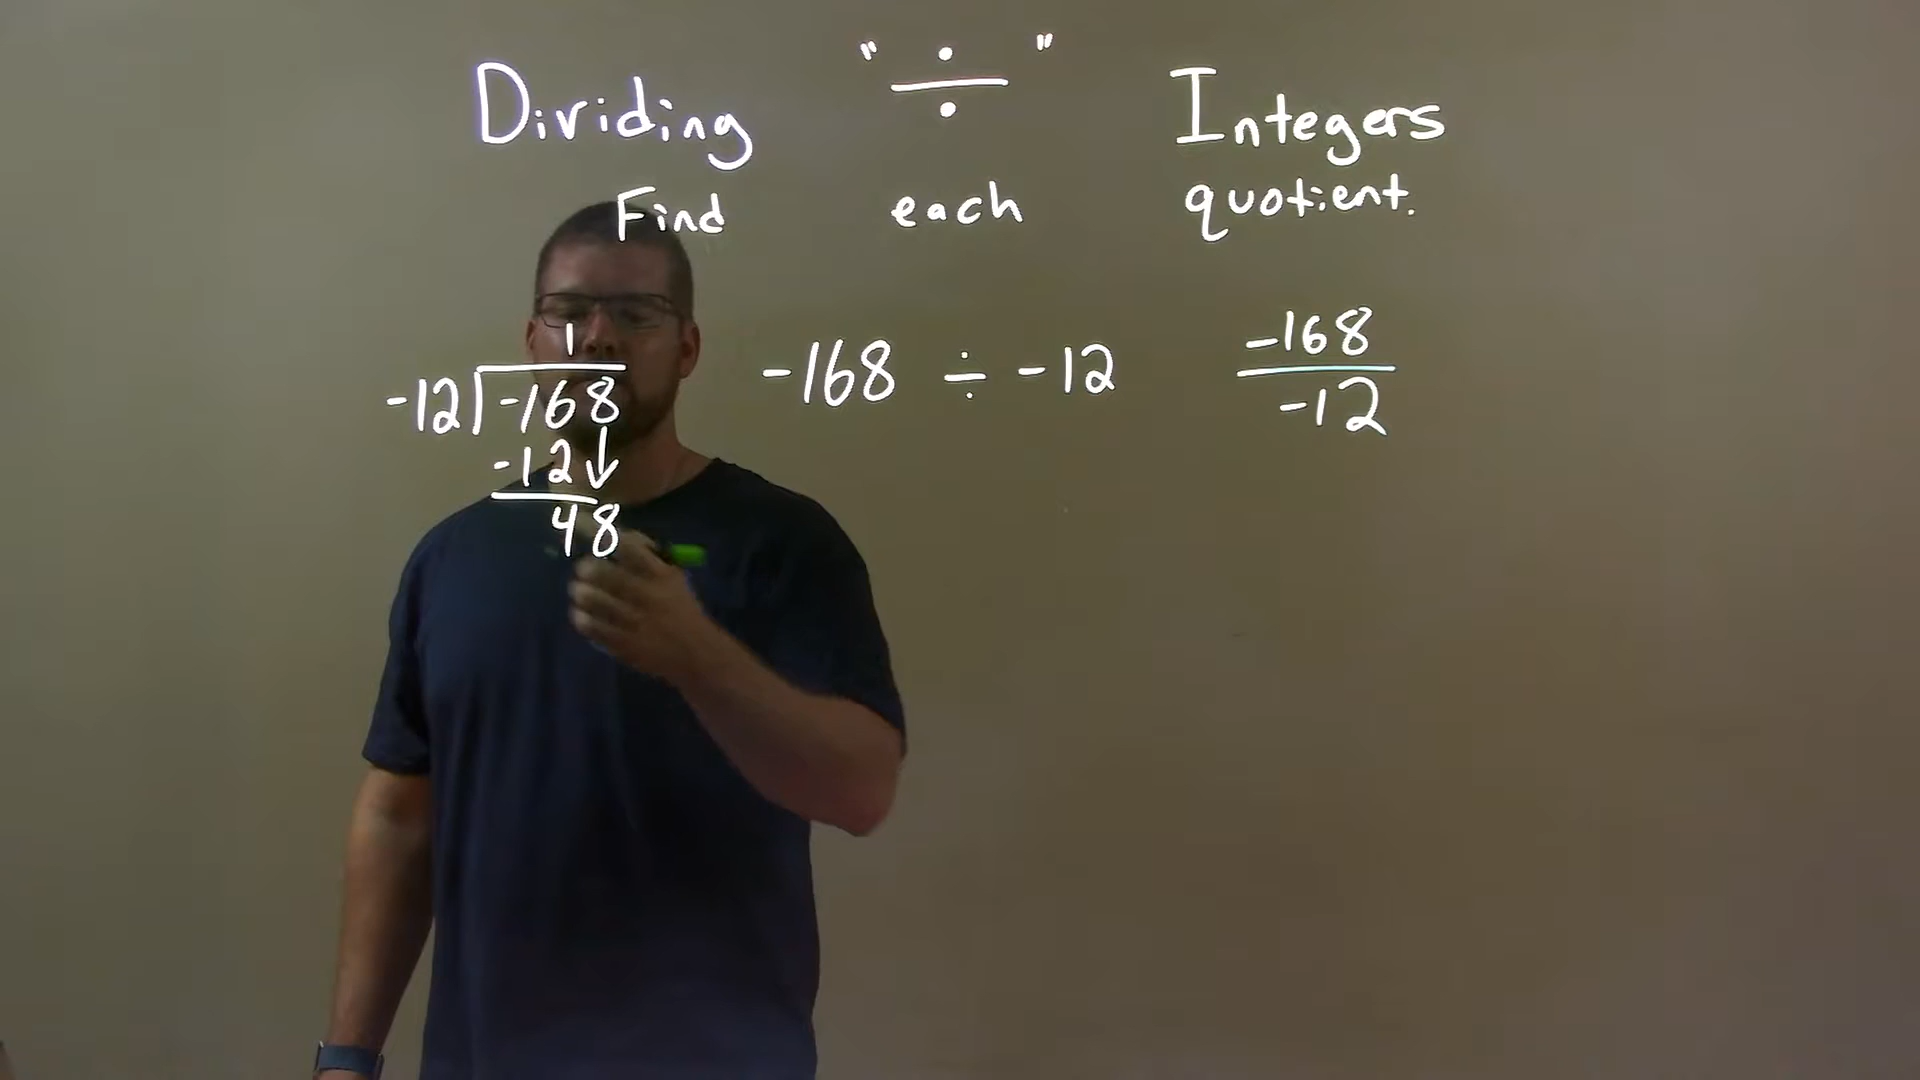 Dividing " ÷ " Integers
Find each quotient.
1
-12 -168
-12↓
48
-168 ÷ -12
-168
-12